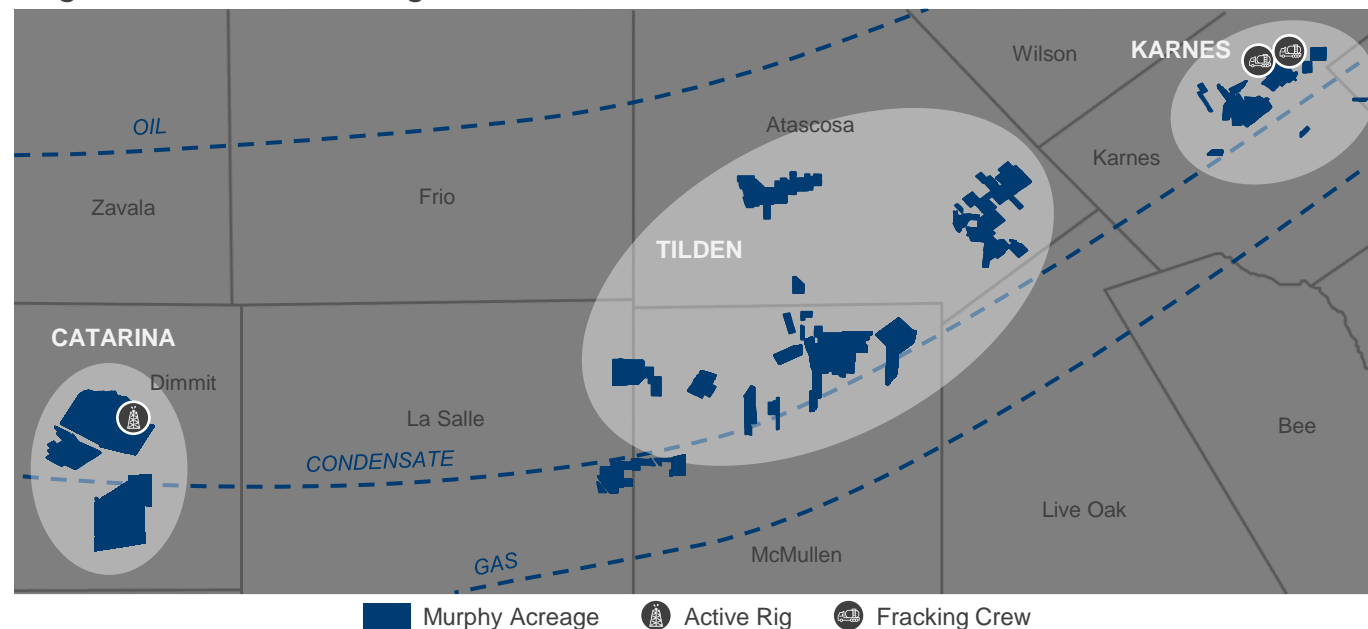 Wilson
KARNES
OIL
Atascosa
Karnes
Zavala
Frio
TILDEN
CATARINA
Dimmit
La Salle
Bee
CONDENSATE
Live Oak
GAS
McMullen
Murphy Acreage
Active Rig
Fracking Crew